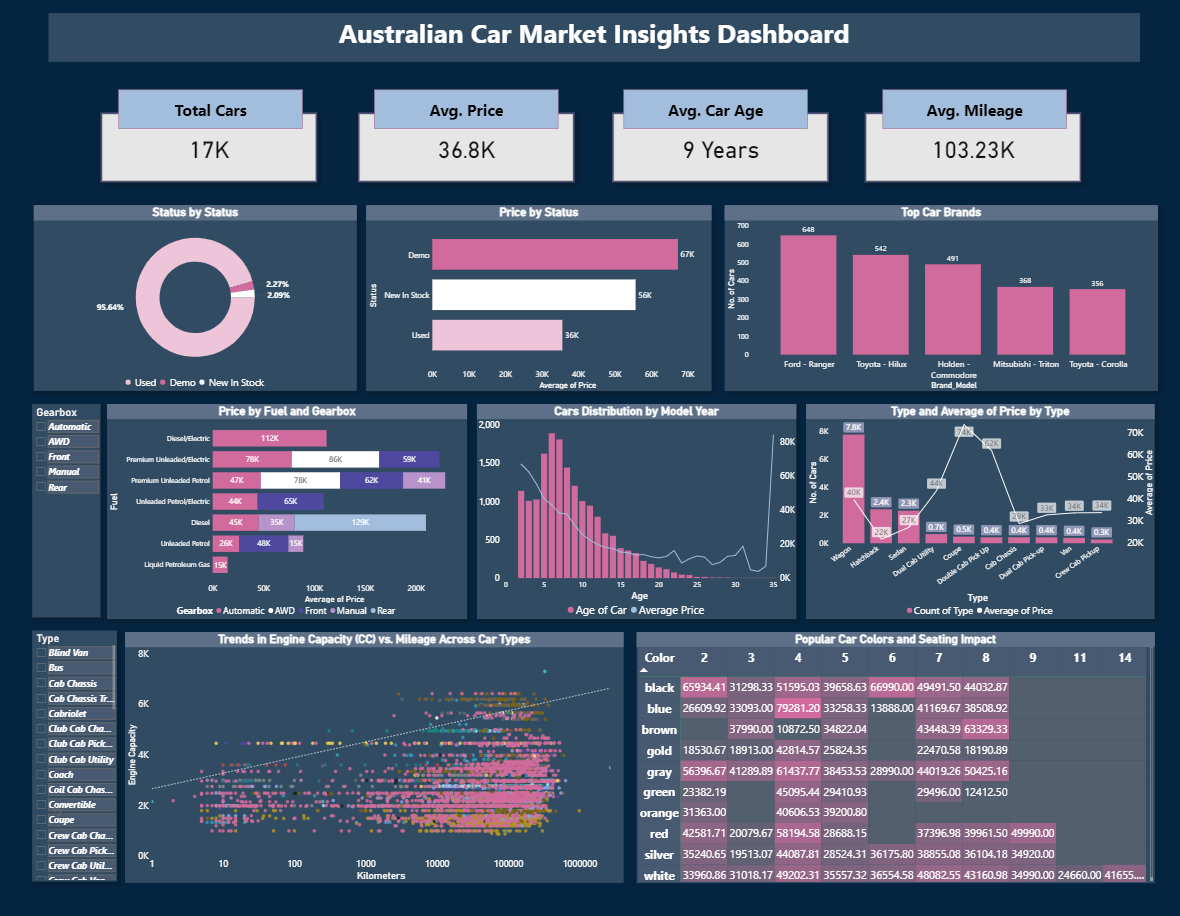 Australian Car Market Insights Dashboard
Total Cars
17K
Avg. Price
36.8K
Avg. Car Age
9 Years
Avg. Mileage
103.23K
Status by Status
95.64%
2.27%
2.09%
Used Demo New In Stock
Price by Status
Status
Demo 67K
New In Stock 56K
Used 36K
0K 10K 20K 30K 40K 50K 60K 70K
Average of Price
Top Car Brands
No. of Cars
700
600
500
400
300
200
100
0
648
542
491
368
356
Ford - Ranger
Toyota - Hilux
Holden -
Commodore
Mitsubishi - Triton
Toyota - Corolla
Brand_Model
Gearbox
Automatic
AWD
Front
Manual
Rear
Price by Fuel and Gearbox
Fuel
Diesel/Electric 112K
Premium Unleaded/Electric 78K 86K 59K
Premium Unleaded Petrol 47K 78K 62K 41K
Unleaded Petrol/Electric 44K 65K
Diesel 45K 35K 129K
Unleaded Petrol 26K 48K 15K
Liquid Petroleum Gas 15K
0K 50K 100K 150K 200K
Average of Price
Gearbox Automatic AWD Front Manual Rear
Cars Distribution by Model Year
2,000
1,500
1,000
500
0
80K
60K
40K
20K
0K
0 5 10 15 20 25 30 35
Age
Age of Car Average Price
Type and Average of Price by Type
No. of Cars
8K
6K
4K
2K
0K
7.8K 2.4K 2.3K 0.7K 0.5K 0.4K 0.4K 0.4K 0.4K 0.3K
40K 22K 27K 44K 74K 62K 29K 33K 34K 34K
70K
60K
50K
40K
30K
20K
Average of Price
Wagon
Hatchback
Sedan
Dual Cab Utility
Coupe
Double Cab Pick Up
Cab Chassis
Dual Cab Pick-up
Van
Crew Cab Pickup
Type
Count of Type Average of Price
Type
Blind Van
Bus
Cab Chassis
Cab Chassis Tr...
Cabriolet
Club Cab Cha...
Club Cab Pick...
Club Cab Utility
Coach
Coil Cab Chas...
Convertible
Coupe
Crew Cab Cha...
Crew Cab Pick...
Crew Cab Util...
Crew Cab Van
Trends in Engine Capacity (CC) vs. Mileage Across Car Types
Engine Capacity
8K
6K
4K
2K
0K
1 10 100 1000 10000 100000 1000000
Kilometers
Popular Car Colors and Seating Impact
Color 2 3 4 5 6 7 8 9 11 14
black 65934.41 31298.33 51595.03 39658.63 66990.00 49491.50 44032.87
blue 26609.92 33093.00 79281.20 33258.33 13888.00 41169.67 38508.92
brown 37990.00 10872.50 34822.04 43448.39 63329.33
gold 18530.67 18913.00 42814.57 25824.35 22470.58 18190.89
gray 56396.67 41289.89 61437.77 38453.53 28990.00 44019.26 50425.16
green 23382.19 45095.44 29410.93 29496.00 12412.50
orange 31363.00 40606.53 39200.80
red 42581.71 20079.67 58194.58 28688.15 37396.98 39961.50 49990.00
silver 35240.65 19513.07 44087.81 28524.31 36175.80 38855.08 36104.18 34920.00
white 33960.86 31018.17 49202.31 35557.32 36554.58 48082.55 43160.98 34990.00 24660.00 41655....